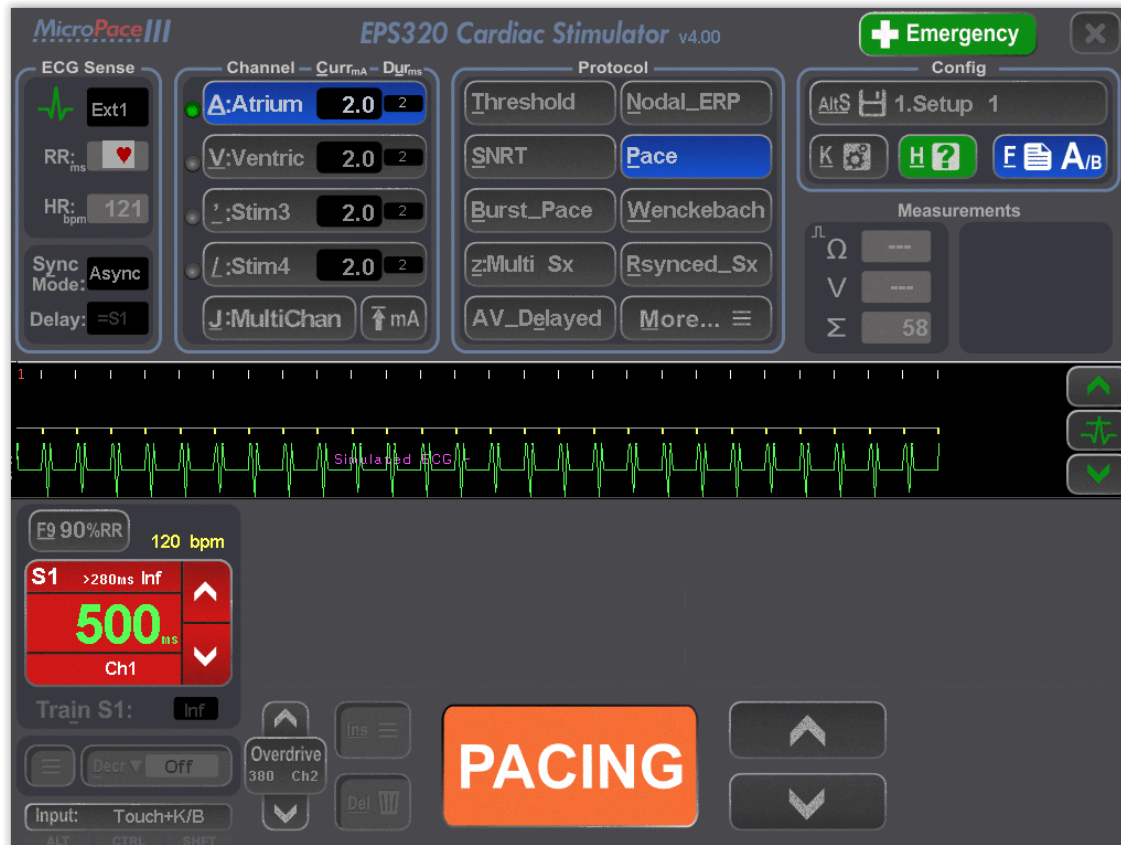 MicroPace III
EPS320 Cardiac Stimulator v4.00
Emergency
ECG Sense
Ext1
RR:ms
HR:bpm 121
Sync Mode: Async
Delay: =S1
Channel Curr mA Dur ms
A:Atrium 2.0 2
V:Ventric 2.0 2
':Stim3 2.0 2
/:Stim4 2.0 2
J:MultiChan mA
Protocol
Threshold Nodal_ERP
SNRT Pace
Burst_Pace Wenckebach
z:Multi Sx Rsynced_Sx
AV_Delayed More...
Config
AltS 1.Setup 1
K H ? F A/B
Measurements
Ω ---
V ---
Σ 58
1
Simulated ECG -
F9 90%RR
120 bpm
S1 >280ms Inf
500 ms
Ch1
Train S1: Inf
Decr Off
Input: Touch+K/B
ALT CTRL SHFT
Overdrive
380 Ch2
Ins
Del
PACING